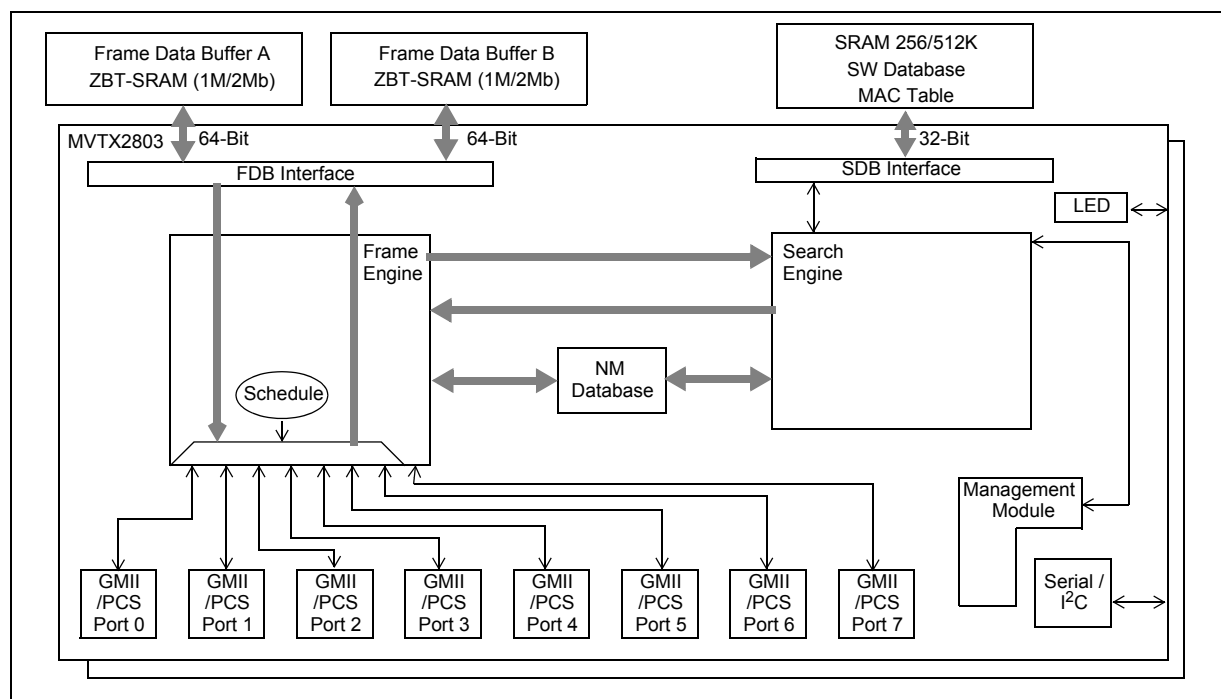 Frame Data Buffer A
ZBT-SRAM (1M/2Mb)
Frame Data Buffer B
ZBT-SRAM (1M/2Mb)
SRAM 256/512K
SW Database
MAC Table
MVTX2803
64-Bit
64-Bit
32-Bit
FDB Interface
SDB Interface
LED
Frame
Engine
Search
Engine
NM
Database
Schedule
Management
Module
GMII
/PCS
Port 0
GMII
/PCS
Port 1
GMII
/PCS
Port 2
GMII
/PCS
Port 3
GMII
/PCS
Port 4
GMII
/PCS
Port 5
GMII
/PCS
Port 6
GMII
/PCS
Port 7
Serial /
I²C